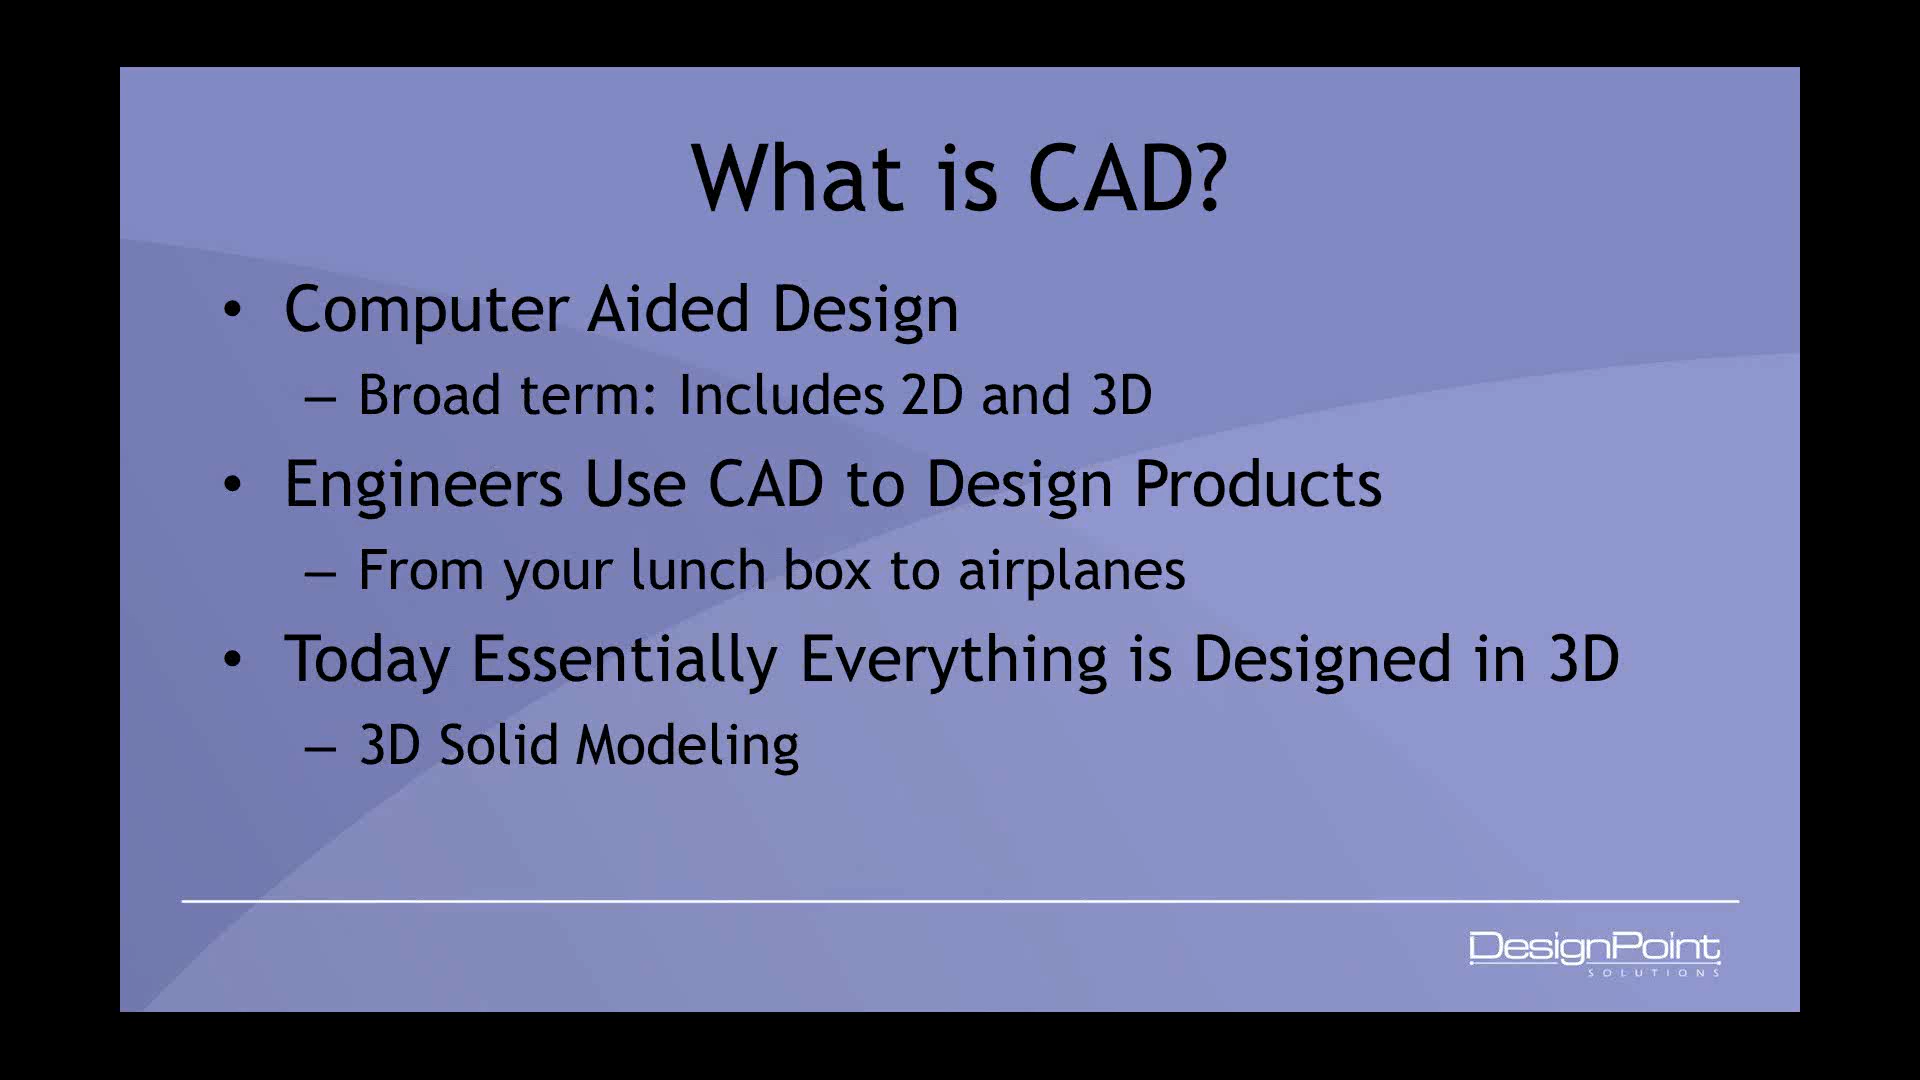 What is CAD?
• Computer Aided Design
– Broad term: Includes 2D and 3D
• Engineers Use CAD to Design Products
– From your lunch box to airplanes
• Today Essentially Everything is Designed in 3D
– 3D Solid Modeling
DesignPoint
SOLUTIONS